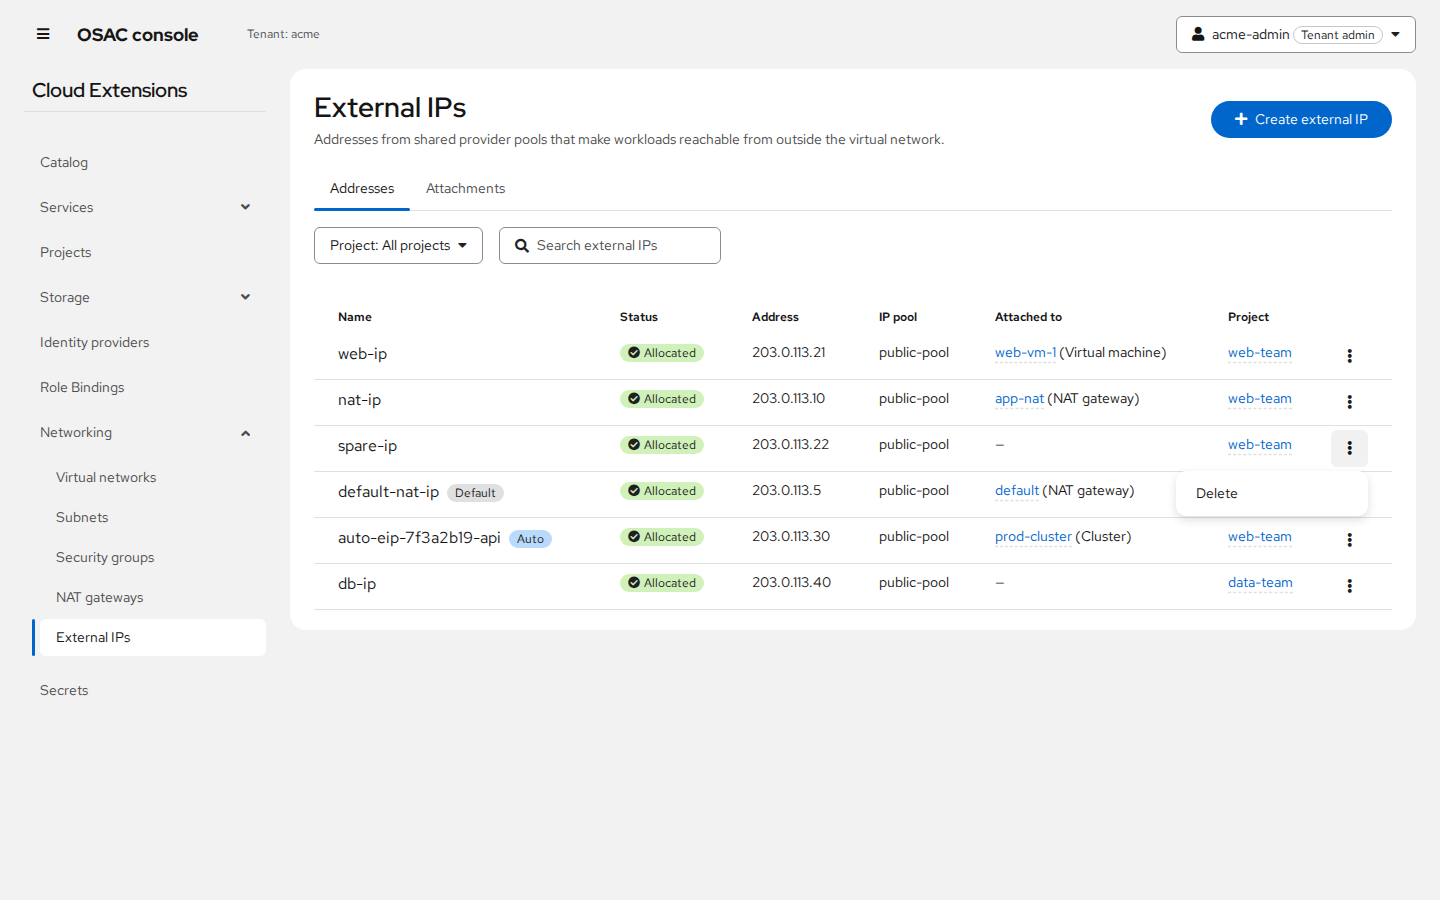 OSAC console
Tenant: acme
acme-admin Tenant admin
Cloud Extensions
Catalog
Services
Projects
Storage
Identity providers
Role Bindings
Networking
Virtual networks
Subnets
Security groups
NAT gateways
External IPs
Secrets
External IPs
Addresses from shared provider pools that make workloads reachable from outside the virtual network.
Create external IP
Addresses Attachments
Project: All projects
Search external IPs
Name Status Address IP pool Attached to Project
web-ip Allocated 203.0.113.21 public-pool web-vm-1 (Virtual machine) web-team
nat-ip Allocated 203.0.113.10 public-pool app-nat (NAT gateway) web-team
spare-ip Allocated 203.0.113.22 public-pool – web-team
default-nat-ip Default Allocated 203.0.113.5 public-pool default (NAT gateway)
Delete
auto-eip-7f3a2b19-api Auto Allocated 203.0.113.30 public-pool prod-cluster (Cluster) web-team
db-ip Allocated 203.0.113.40 public-pool – data-team